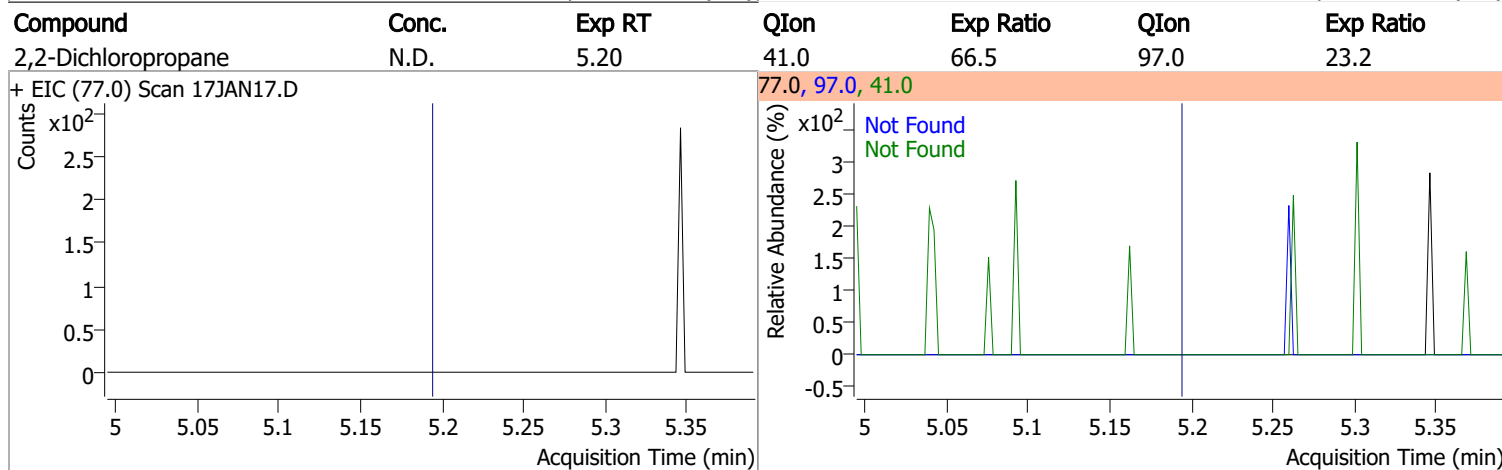 Compound Conc. Exp RT QIon Exp Ratio QIon Exp Ratio
2,2-Dichloropropane N.D. 5.20 41.0 66.5 97.0 23.2
+ EIC (77.0) Scan 17JAN17.D
Counts
x10²
2.5
2
1.5
1
0.5
0
5 5.05 5.1 5.15 5.2 5.25 5.3 5.35
Acquisition Time (min)
77.0, 97.0, 41.0
Relative Abundance (%)
x10²
Not Found
Not Found
3
2.5
2
1.5
1
0.5
0
-0.5
5 5.05 5.1 5.15 5.2 5.25 5.3 5.35
Acquisition Time (min)